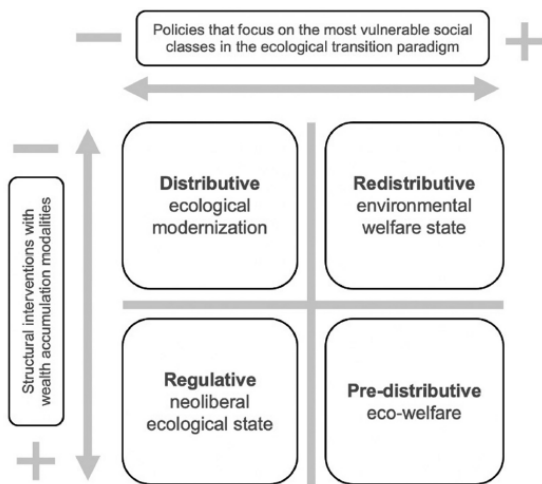 Policies that focus on the most vulnerable social
classes in the ecological transition paradigm
Structural interventions with
wealth accumulation modalities
Distributive
ecological
modernization
Redistributive
environmental
welfare state
Regulative
neoliberal
ecological state
Pre-distributive
eco-welfare